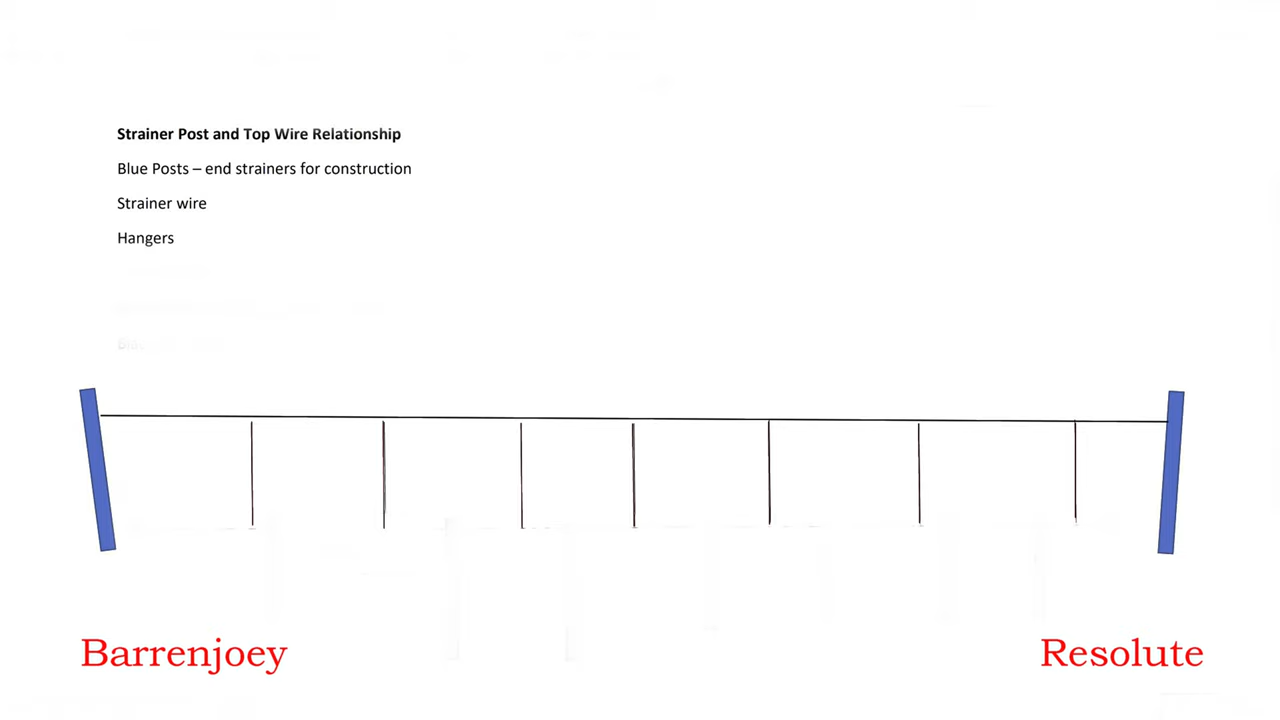 Strainer Post and Top Wire Relationship
Blue Posts – end strainers for construction
Strainer wire
Hangers
Barrenjoey
Resolute